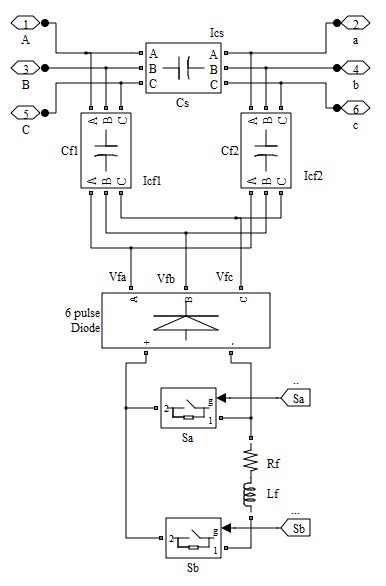 Ics
1
A
2
a
A
B
C
A
B
C
3
B
4
b
5
C
6
c
Cs
A B C
A B C
Cf1
Icf1
Cf2
Icf2
A B C
A B C
Vfa
Vfb
Vfc
A
B
C
6 pulse
Diode
+
-
..
2
g
1
Sa
Sa
Rf
Lf
...
2
g
1
Sb
Sb